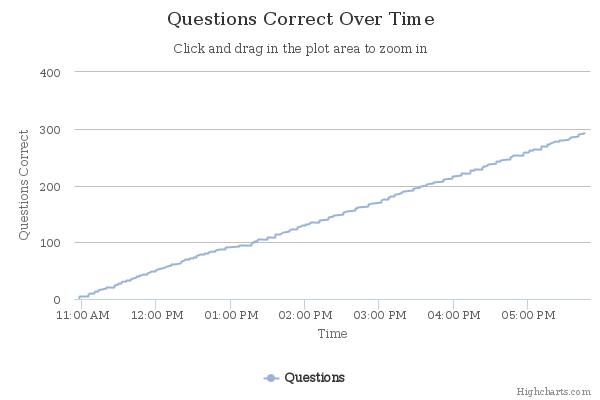 Questions Correct Over Time
Click and drag in the plot area to zoom in
Questions Correct
400
300
200
100
0
11:00 AM 12:00 PM 01:00 PM 02:00 PM 03:00 PM 04:00 PM 05:00 PM
Time
Questions
Highcharts.com